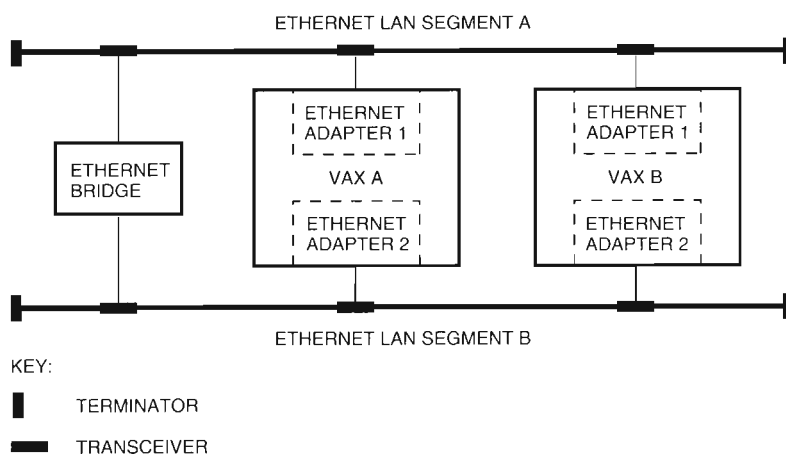 ETHERNET LAN SEGMENT A
ETHERNET
BRIDGE
ETHERNET
ADAPTER 1
VAX A
ETHERNET
ADAPTER 2
ETHERNET
ADAPTER 1
VAX B
ETHERNET
ADAPTER 2
ETHERNET LAN SEGMENT B
KEY:
TERMINATOR
TRANSCEIVER